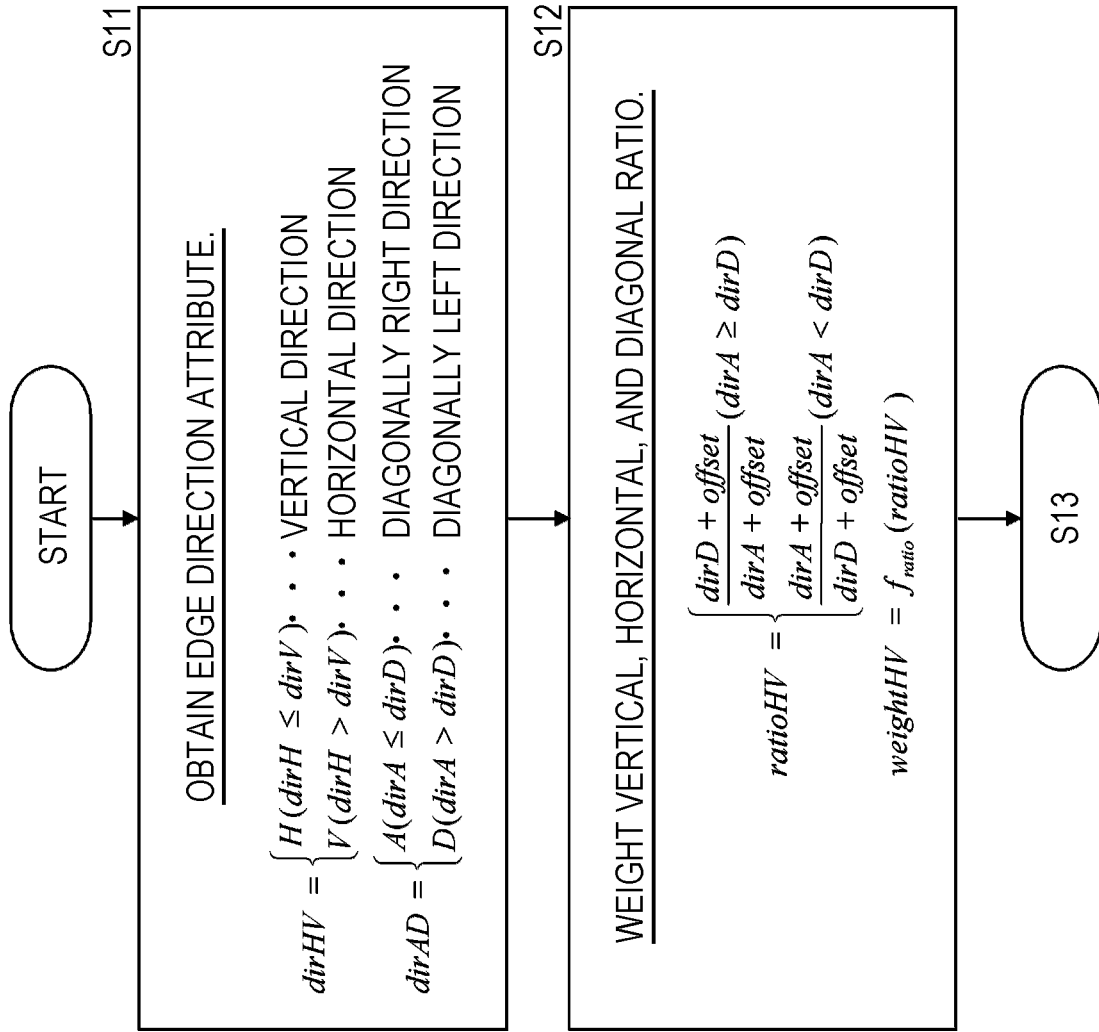 START
S11
OBTAIN EDGE DIRECTION ATTRIBUTE.
dirHV = { H(dirH ≤ dirV)・・・VERTICAL DIRECTION
V(dirH > dirV)・・・HORIZONTAL DIRECTION
dirAD = { A(dirA ≤ dirD)・・・DIAGONALLY RIGHT DIRECTION
D(dirA > dirD)・・・DIAGONALLY LEFT DIRECTION
S12
WEIGHT VERTICAL, HORIZONTAL, AND DIAGONAL RATIO.
ratioHV = { dirD + offset
dirA + offset (dirA ≥ dirD)
dirA + offset
dirD + offset (dirA < dirD)
weightHV = f_ratio (ratioHV)
S13